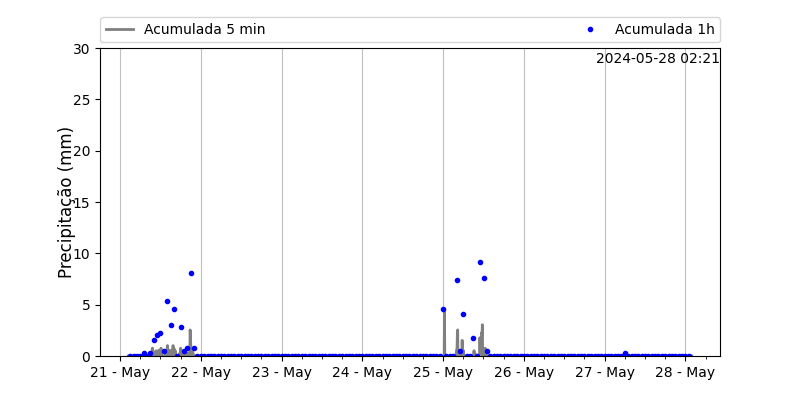 Acumulada 5 min
Acumulada 1h
2024-05-28 02:21
Precipitação (mm)
30
25
20
15
10
5
0
21 - May 22 - May 23 - May 24 - May 25 - May 26 - May 27 - May 28 - May